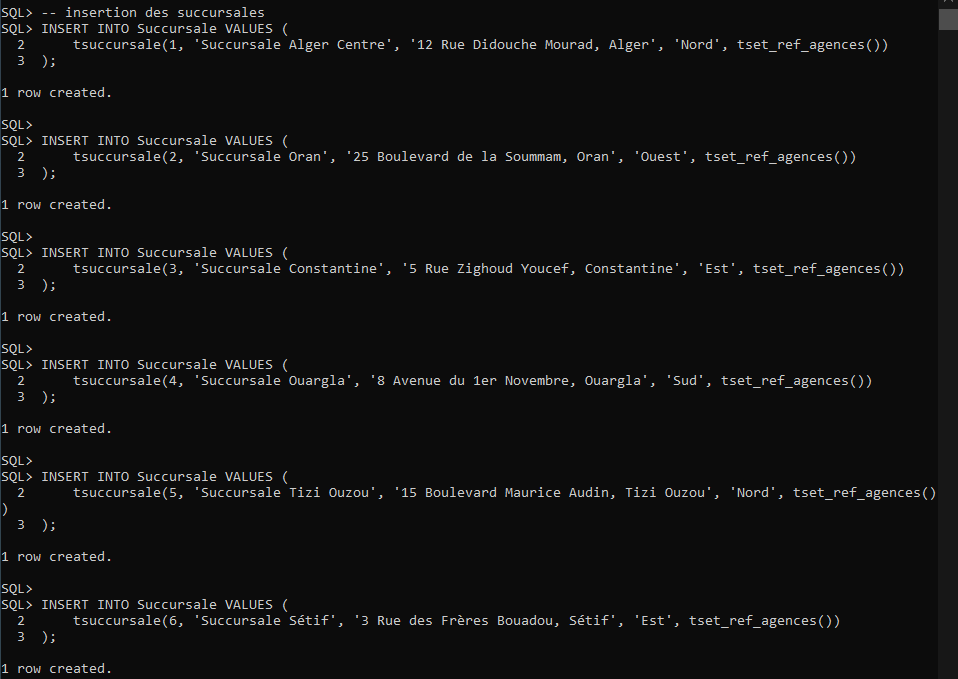 SQL> -- insertion des succursales
SQL> INSERT INTO Succursale VALUES (
  2      tsuccursale(1, 'Succursale Alger Centre', '12 Rue Didouche Mourad, Alger', 'Nord', tset_ref_agences())
  3  );
1 row created.
SQL>
SQL> INSERT INTO Succursale VALUES (
  2      tsuccursale(2, 'Succursale Oran', '25 Boulevard de la Soummam, Oran', 'Ouest', tset_ref_agences())
  3  );
1 row created.
SQL>
SQL> INSERT INTO Succursale VALUES (
  2      tsuccursale(3, 'Succursale Constantine', '5 Rue Zighoud Youcef, Constantine', 'Est', tset_ref_agences())
  3  );
1 row created.
SQL>
SQL> INSERT INTO Succursale VALUES (
  2      tsuccursale(4, 'Succursale Ouargla', '8 Avenue du 1er Novembre, Ouargla', 'Sud', tset_ref_agences())
  3  );
1 row created.
SQL>
SQL> INSERT INTO Succursale VALUES (
  2      tsuccursale(5, 'Succursale Tizi Ouzou', '15 Boulevard Maurice Audin, Tizi Ouzou', 'Nord', tset_ref_agences()
)
  3  );
1 row created.
SQL>
SQL> INSERT INTO Succursale VALUES (
  2      tsuccursale(6, 'Succursale Sétif', '3 Rue des Frères Bouadou, Sétif', 'Est', tset_ref_agences())
  3  );
1 row created.